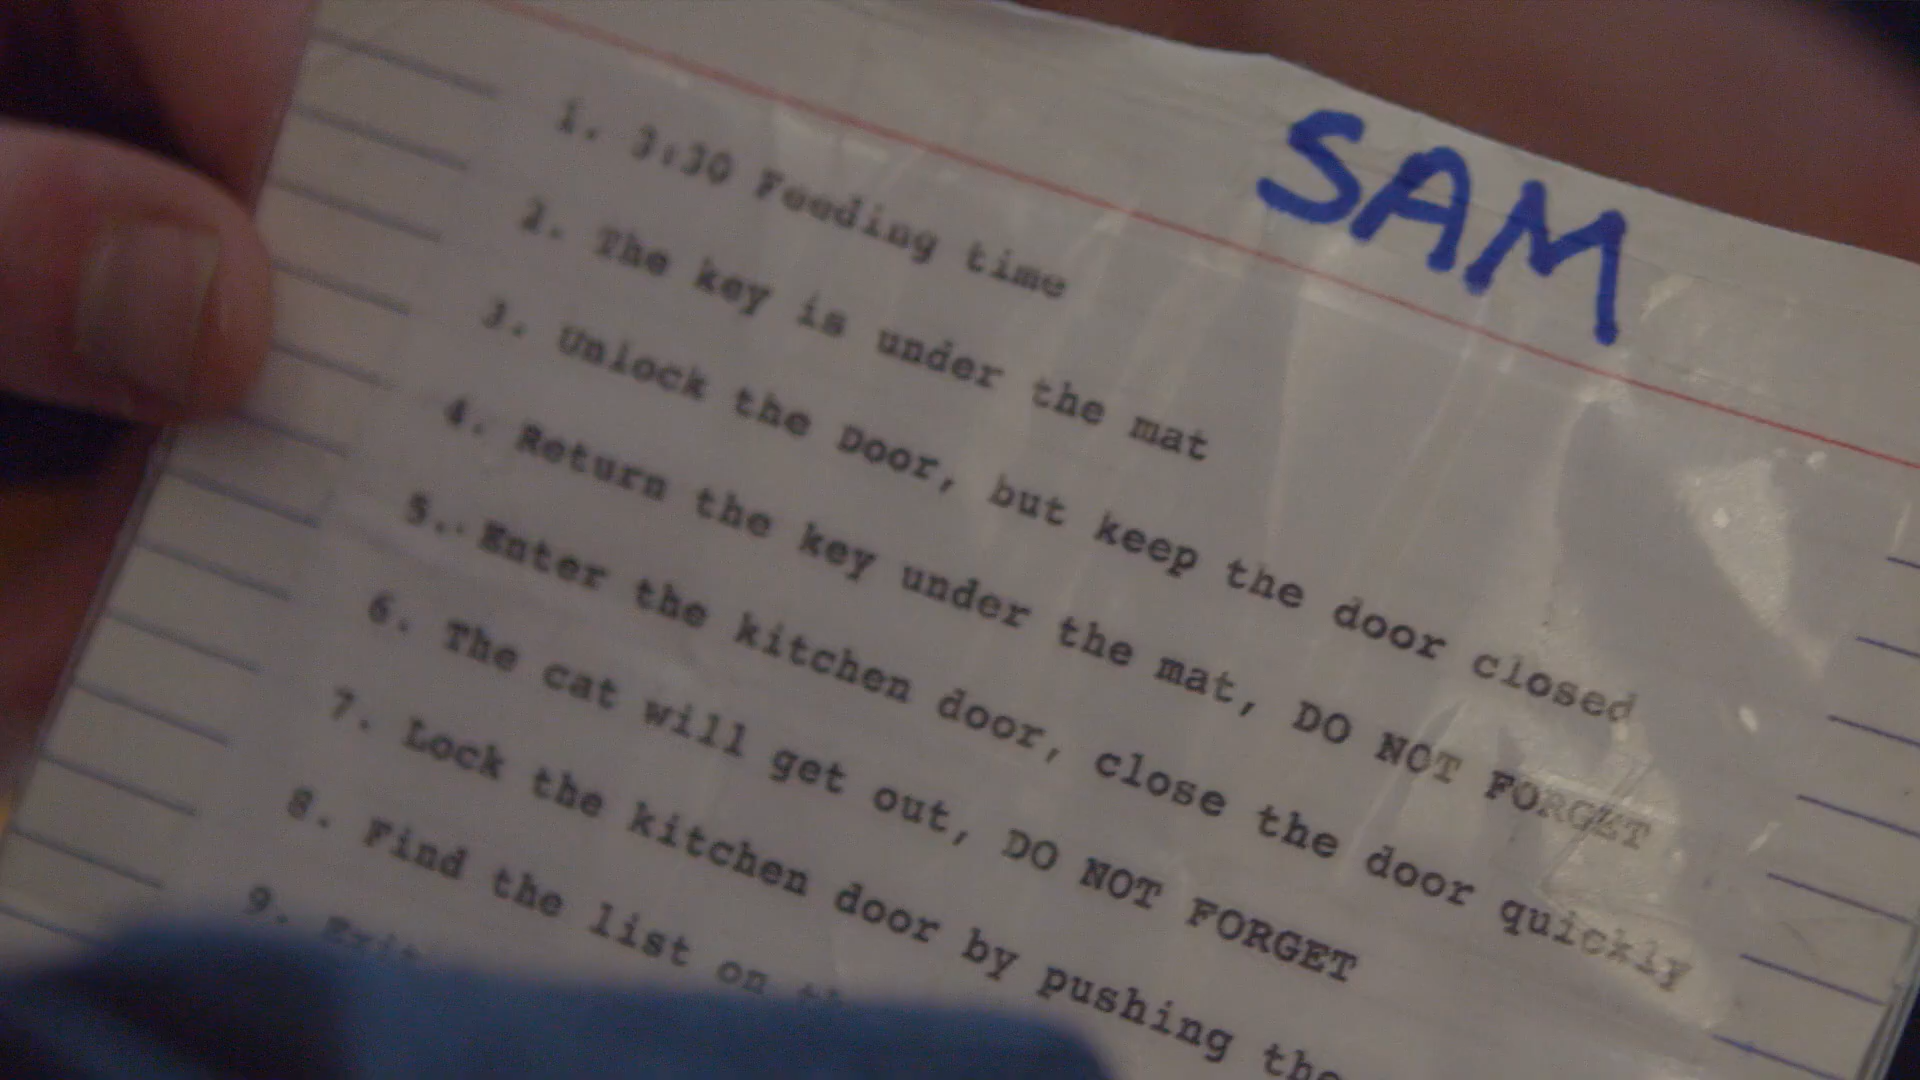 SAM
1. 3:30 Feeding time
2. The key is under the mat
3. Unlock the Door, but keep the door closed
4. Return the key under the mat, DO NOT FORGET
5. Enter the kitchen door, close the door quickly
6. The cat will get out, DO NOT FORGET
7. Lock the kitchen door by pushing the
8. Find the list on
9.